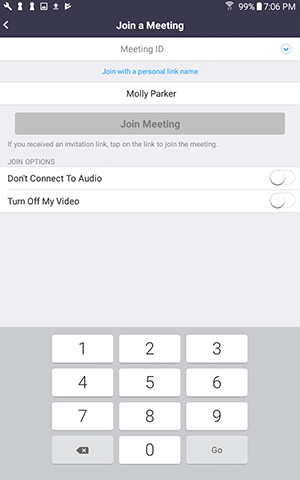 99% 7:06 PM
Join a Meeting
Meeting ID
Join with a personal link name
Molly Parker
Join Meeting
If you received an invitation link, tap on the link to join the meeting.
JOIN OPTIONS
Don't Connect To Audio
Turn Off My Video
1 2 3
4 5 6
7 8 9
0 Go